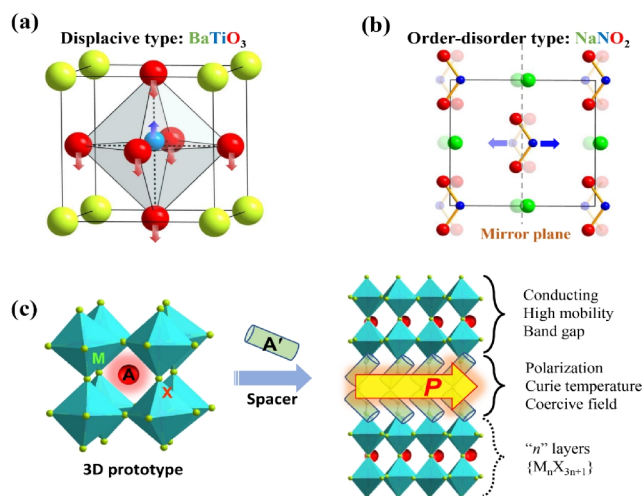 (a)
Displacive type: BaTiO₃
(b)
Order-disorder type: NaNO₂
Mirror plane
(c)
M
A
X
3D prototype
A′
Spacer
P
Conducting
High mobility
Band gap
Polarization
Curie temperature
Coercive field
“n” layers
{MₙX₃ₙ₊₁}